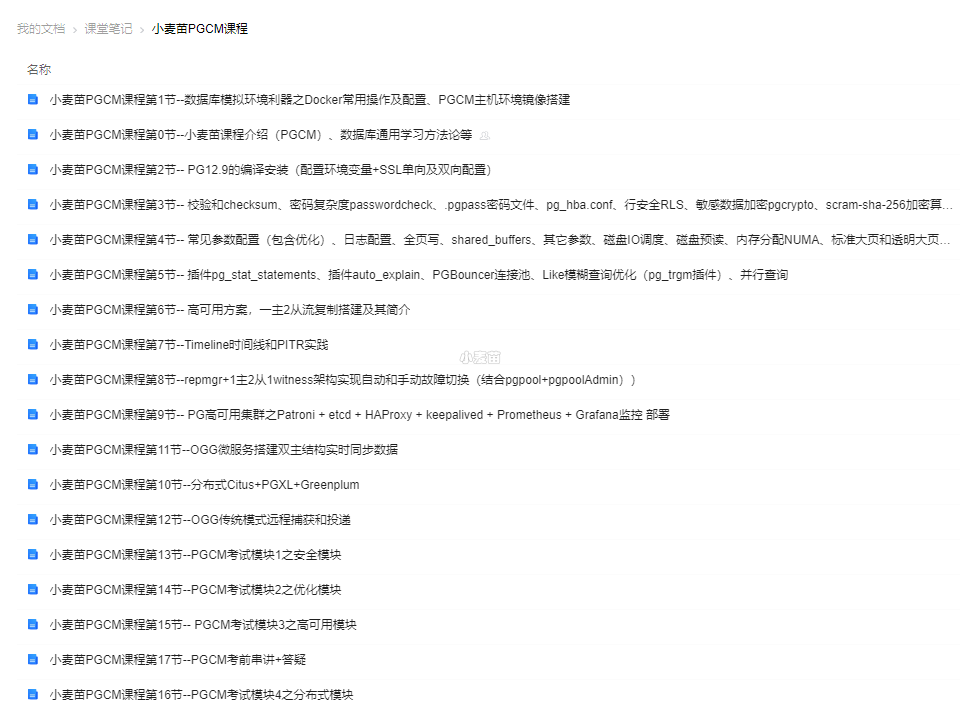 我的文档 > 课堂笔记 > 小麦苗PGCM课程
名称
小麦苗PGCM课程第1节--数据库模拟环境利器之Docker常用操作及配置、PGCM主机环境镜像搭建
小麦苗PGCM课程第0节--小麦苗课程介绍（PGCM）、数据库通用学习方法论等
小麦苗PGCM课程第2节-- PG12.9的编译安装（配置环境变量+SSL单向及双向配置）
小麦苗PGCM课程第3节-- 校验和checksum、密码复杂度passwordcheck、.pgpass密码文件、pg_hba.conf、行安全RLS、敏感数据加密pgcrypto、scram-sha-256加密算...
小麦苗PGCM课程第4节-- 常见参数配置（包含优化）、日志配置、全页写、shared_buffers、其它参数、磁盘IO调度、磁盘预读、内存分配NUMA、标准大页和透明大页...
小麦苗PGCM课程第5节-- 插件pg_stat_statements、插件auto_explain、PGBouncer连接池、Like模糊查询优化（pg_trgm插件）、并行查询
小麦苗PGCM课程第6节-- 高可用方案，一主2从流复制搭建及其简介
小麦苗PGCM课程第7节--Timeline时间线和PITR实践
小麦苗
小麦苗PGCM课程第8节--repmgr+1主2从1witness架构实现自动和手动故障切换（结合pgpool+pgpoolAdmin））
小麦苗PGCM课程第9节-- PG高可用集群之Patroni + etcd + HAProxy + keepalived + Prometheus + Grafana监控 部署
小麦苗PGCM课程第11节--OGG微服务搭建双主结构实时同步数据
小麦苗PGCM课程第10节--分布式Citus+PGXL+Greenplum
小麦苗PGCM课程第12节--OGG传统模式远程捕获和投递
小麦苗PGCM课程第13节--PGCM考试模块1之安全模块
小麦苗PGCM课程第14节--PGCM考试模块2之优化模块
小麦苗PGCM课程第15节-- PGCM考试模块3之高可用模块
小麦苗PGCM课程第17节--PGCM考前串讲+答疑
小麦苗PGCM课程第16节--PGCM考试模块4之分布式模块